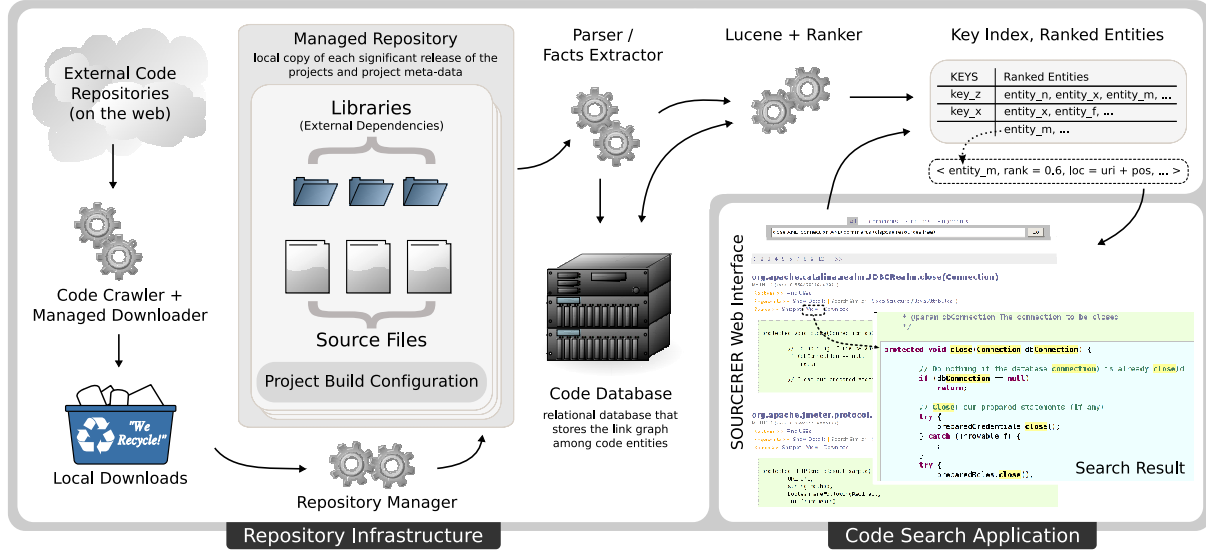 External Code
Repositories
(on the web)
Code Crawler +
Managed Downloader
"We
Recycle!"
Local Downloads
Managed Repository
local copy of each significant release of the
projects and project meta-data
Libraries
(External Dependencies)
Source Files
Project Build Configuration
Repository Manager
Parser /
Facts Extractor
Code Database
relational database that
stores the link graph
among code entities
Lucene + Ranker
Key Index, Ranked Entities
KEYS Ranked Entities
key_z entity_n, entity_x, entity_m, ...
key_x entity_x, entity_f, ...
entity_m, ...
< entity_m, rank = 0.6, loc = uri + pos, ... >
SOURCERER Web Interface
org.apache.catalina.realm.JDBCRealm.close(Connection)
org.apache.jmeter.protocol.
* @param dbConnection The connection to be closed
*/
protected void close(Connection dbConnection) {
// Do nothing if the database connection is already closed
if (dbConnection == null)
return;
// Close our prepared statements (if any)
try {
preparedCredentials.close();
} catch (Throwable f) {
;
}
try {
preparedRoles.close();
Search Result
Repository Infrastructure
Code Search Application